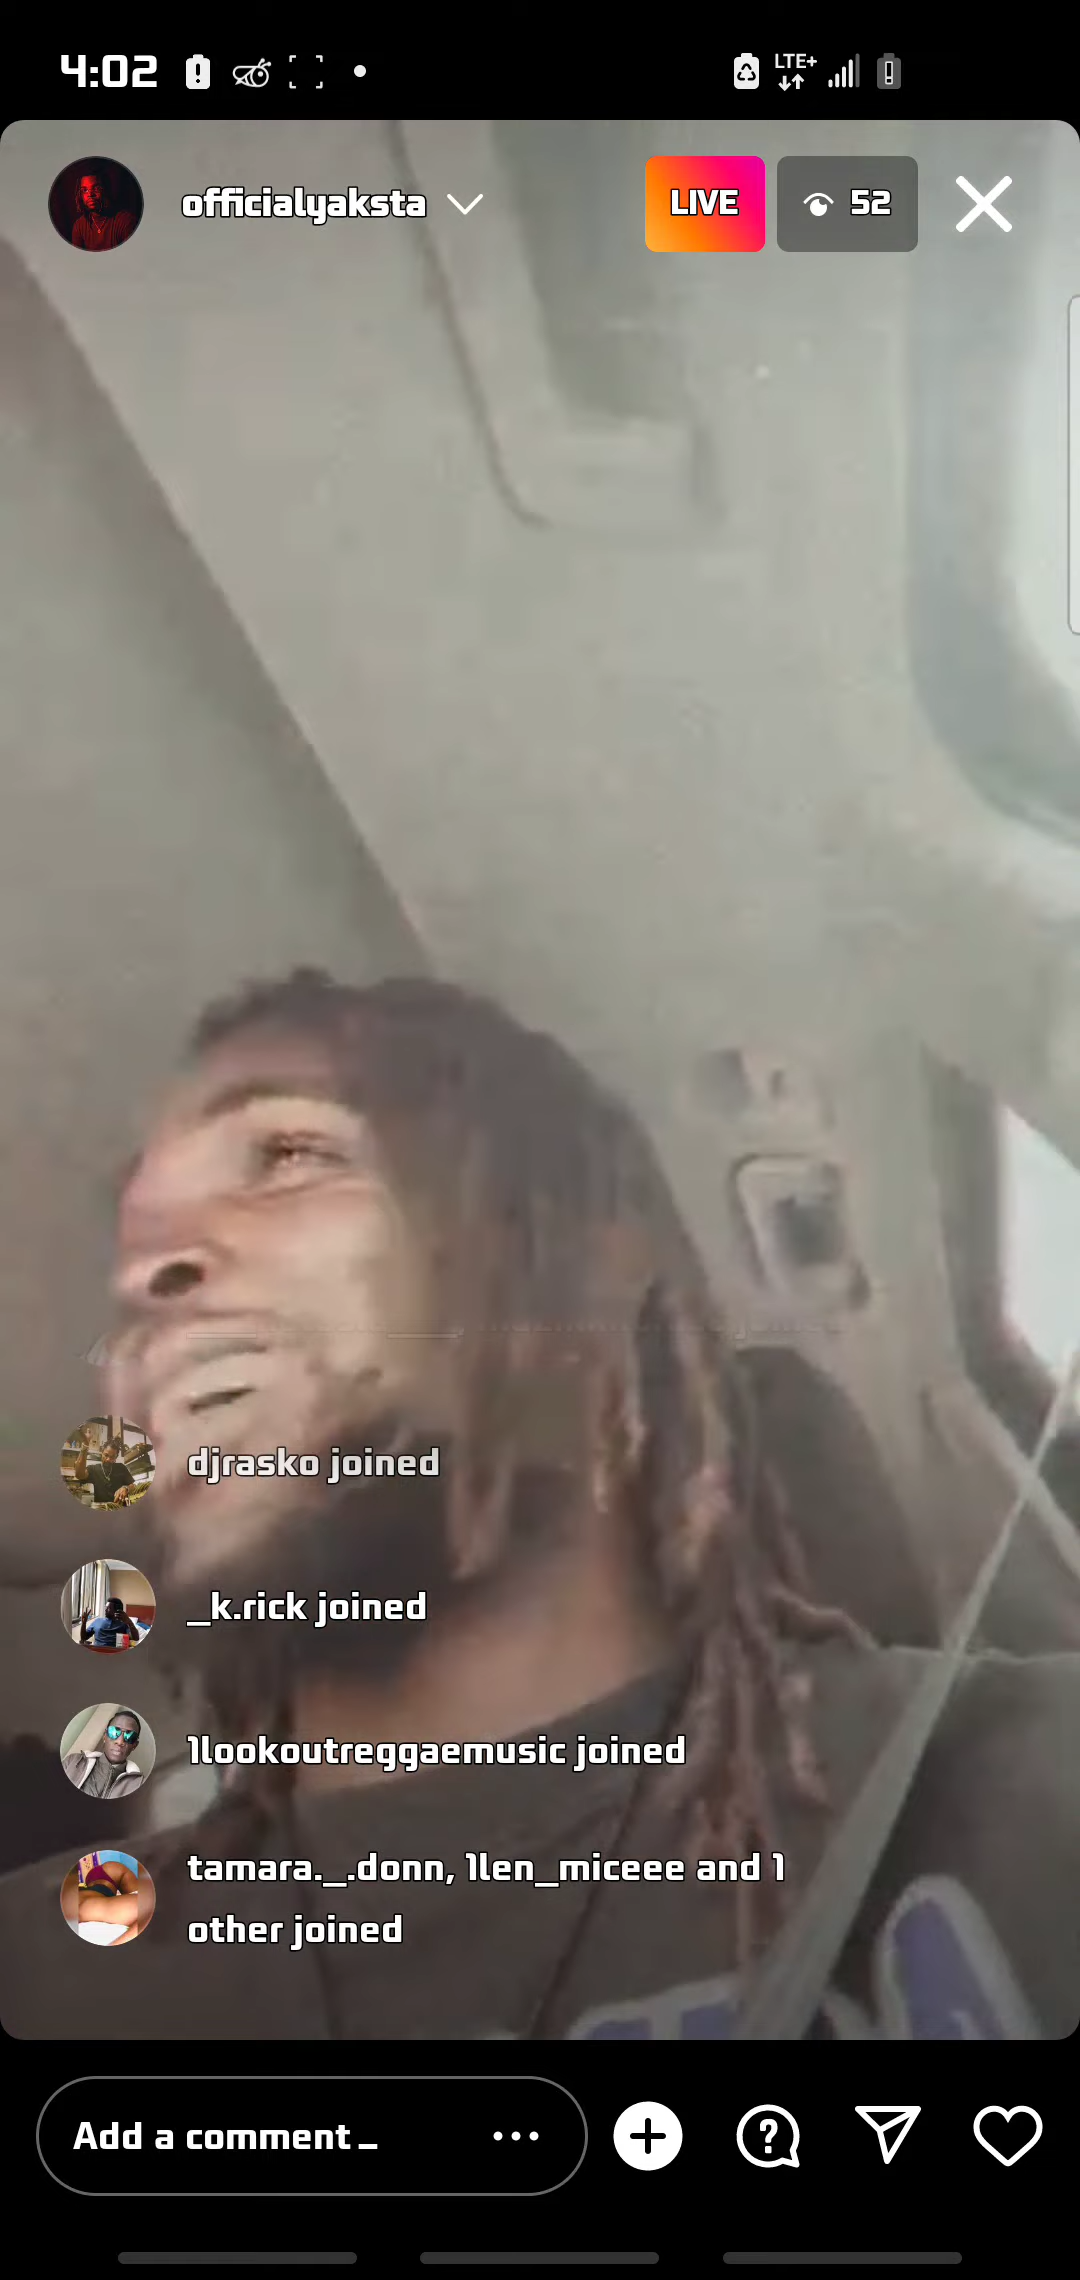 4:02
LTE+
officialyaksta
LIVE
52
djrasko joined
_k.rick joined
1lookoutreggaemusic joined
tamara._.donn, 1len_miceee and 1
other joined
Add a comment...